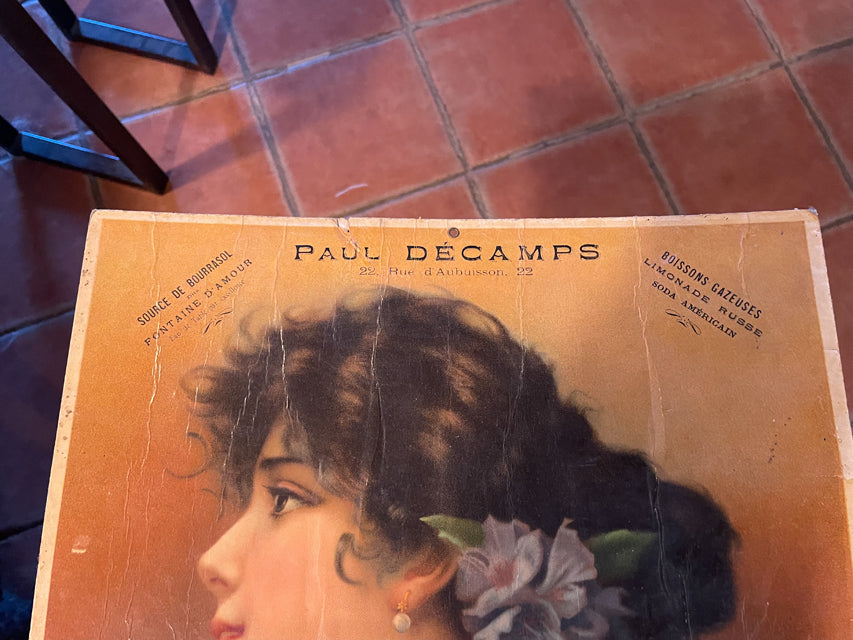 PAUL DÉCAMPS
22, Rue d'Aubuisson, 22
SOURCE DE BOURRASOL
FONTAINE D'AMOUR
BOISSONS GAZEUSES
LIMONADE RUSSE
SODA AMÉRICAIN